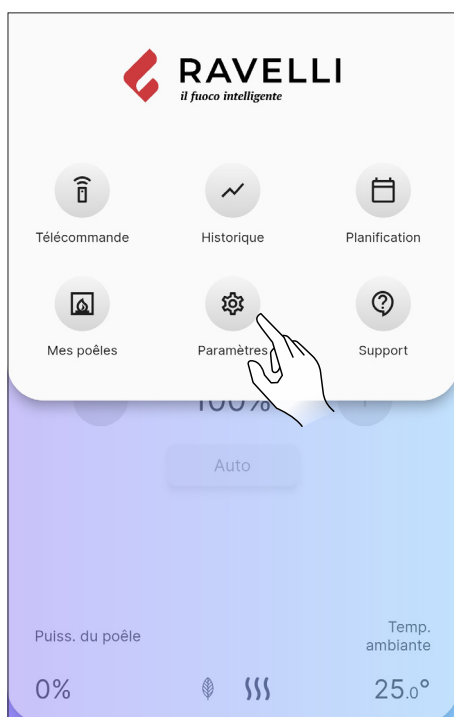 RAVELLI
il fuoco intelligente
Télécommande
Historique
Planification
Mes poêles
Paramètres
Support
100%
Auto
Puiss. du poêle
Temp.
ambiante
0%
25.0°